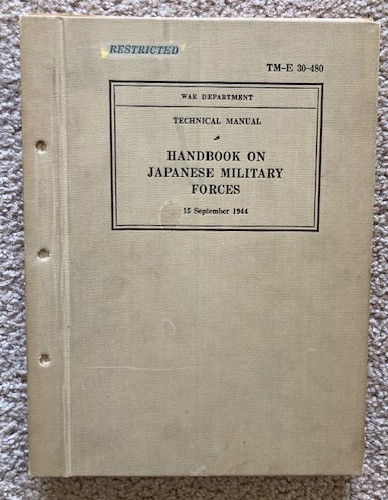 RESTRICTED
TM-E 30-480
WAR DEPARTMENT
TECHNICAL MANUAL
HANDBOOK ON
JAPANESE MILITARY
FORCES
15 September 1944